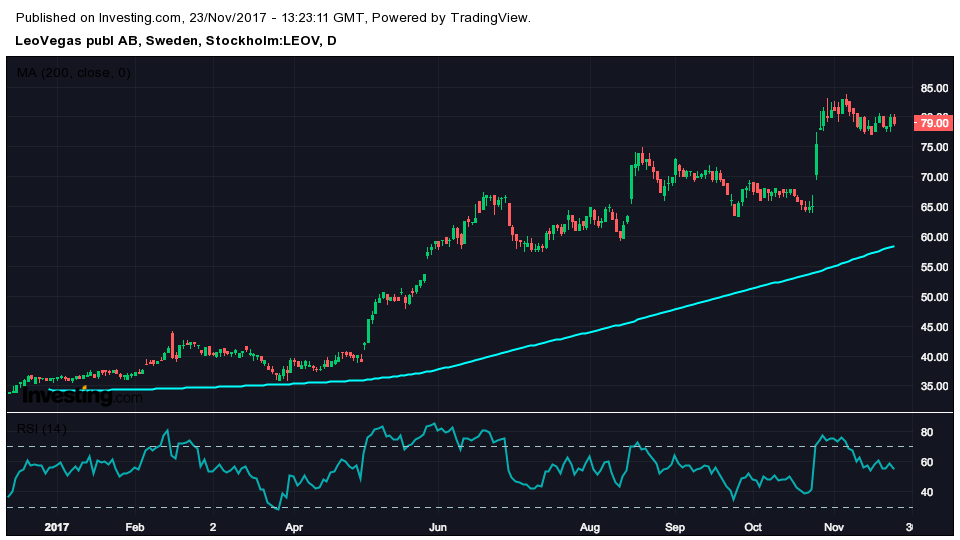 Published on Investing.com, 23/Nov/2017 - 13:23:11 GMT, Powered by TradingView.
LeoVegas publ AB, Sweden, Stockholm:LEOV, D
MA (200, close, 0)
85.00
80.00
79.00
75.00
70.00
65.00
60.00
55.00
50.00
45.00
40.00
35.00
Investing.com
RSI (14)
80
60
40
2017 Feb 2 Apr Jun Aug Sep Oct Nov